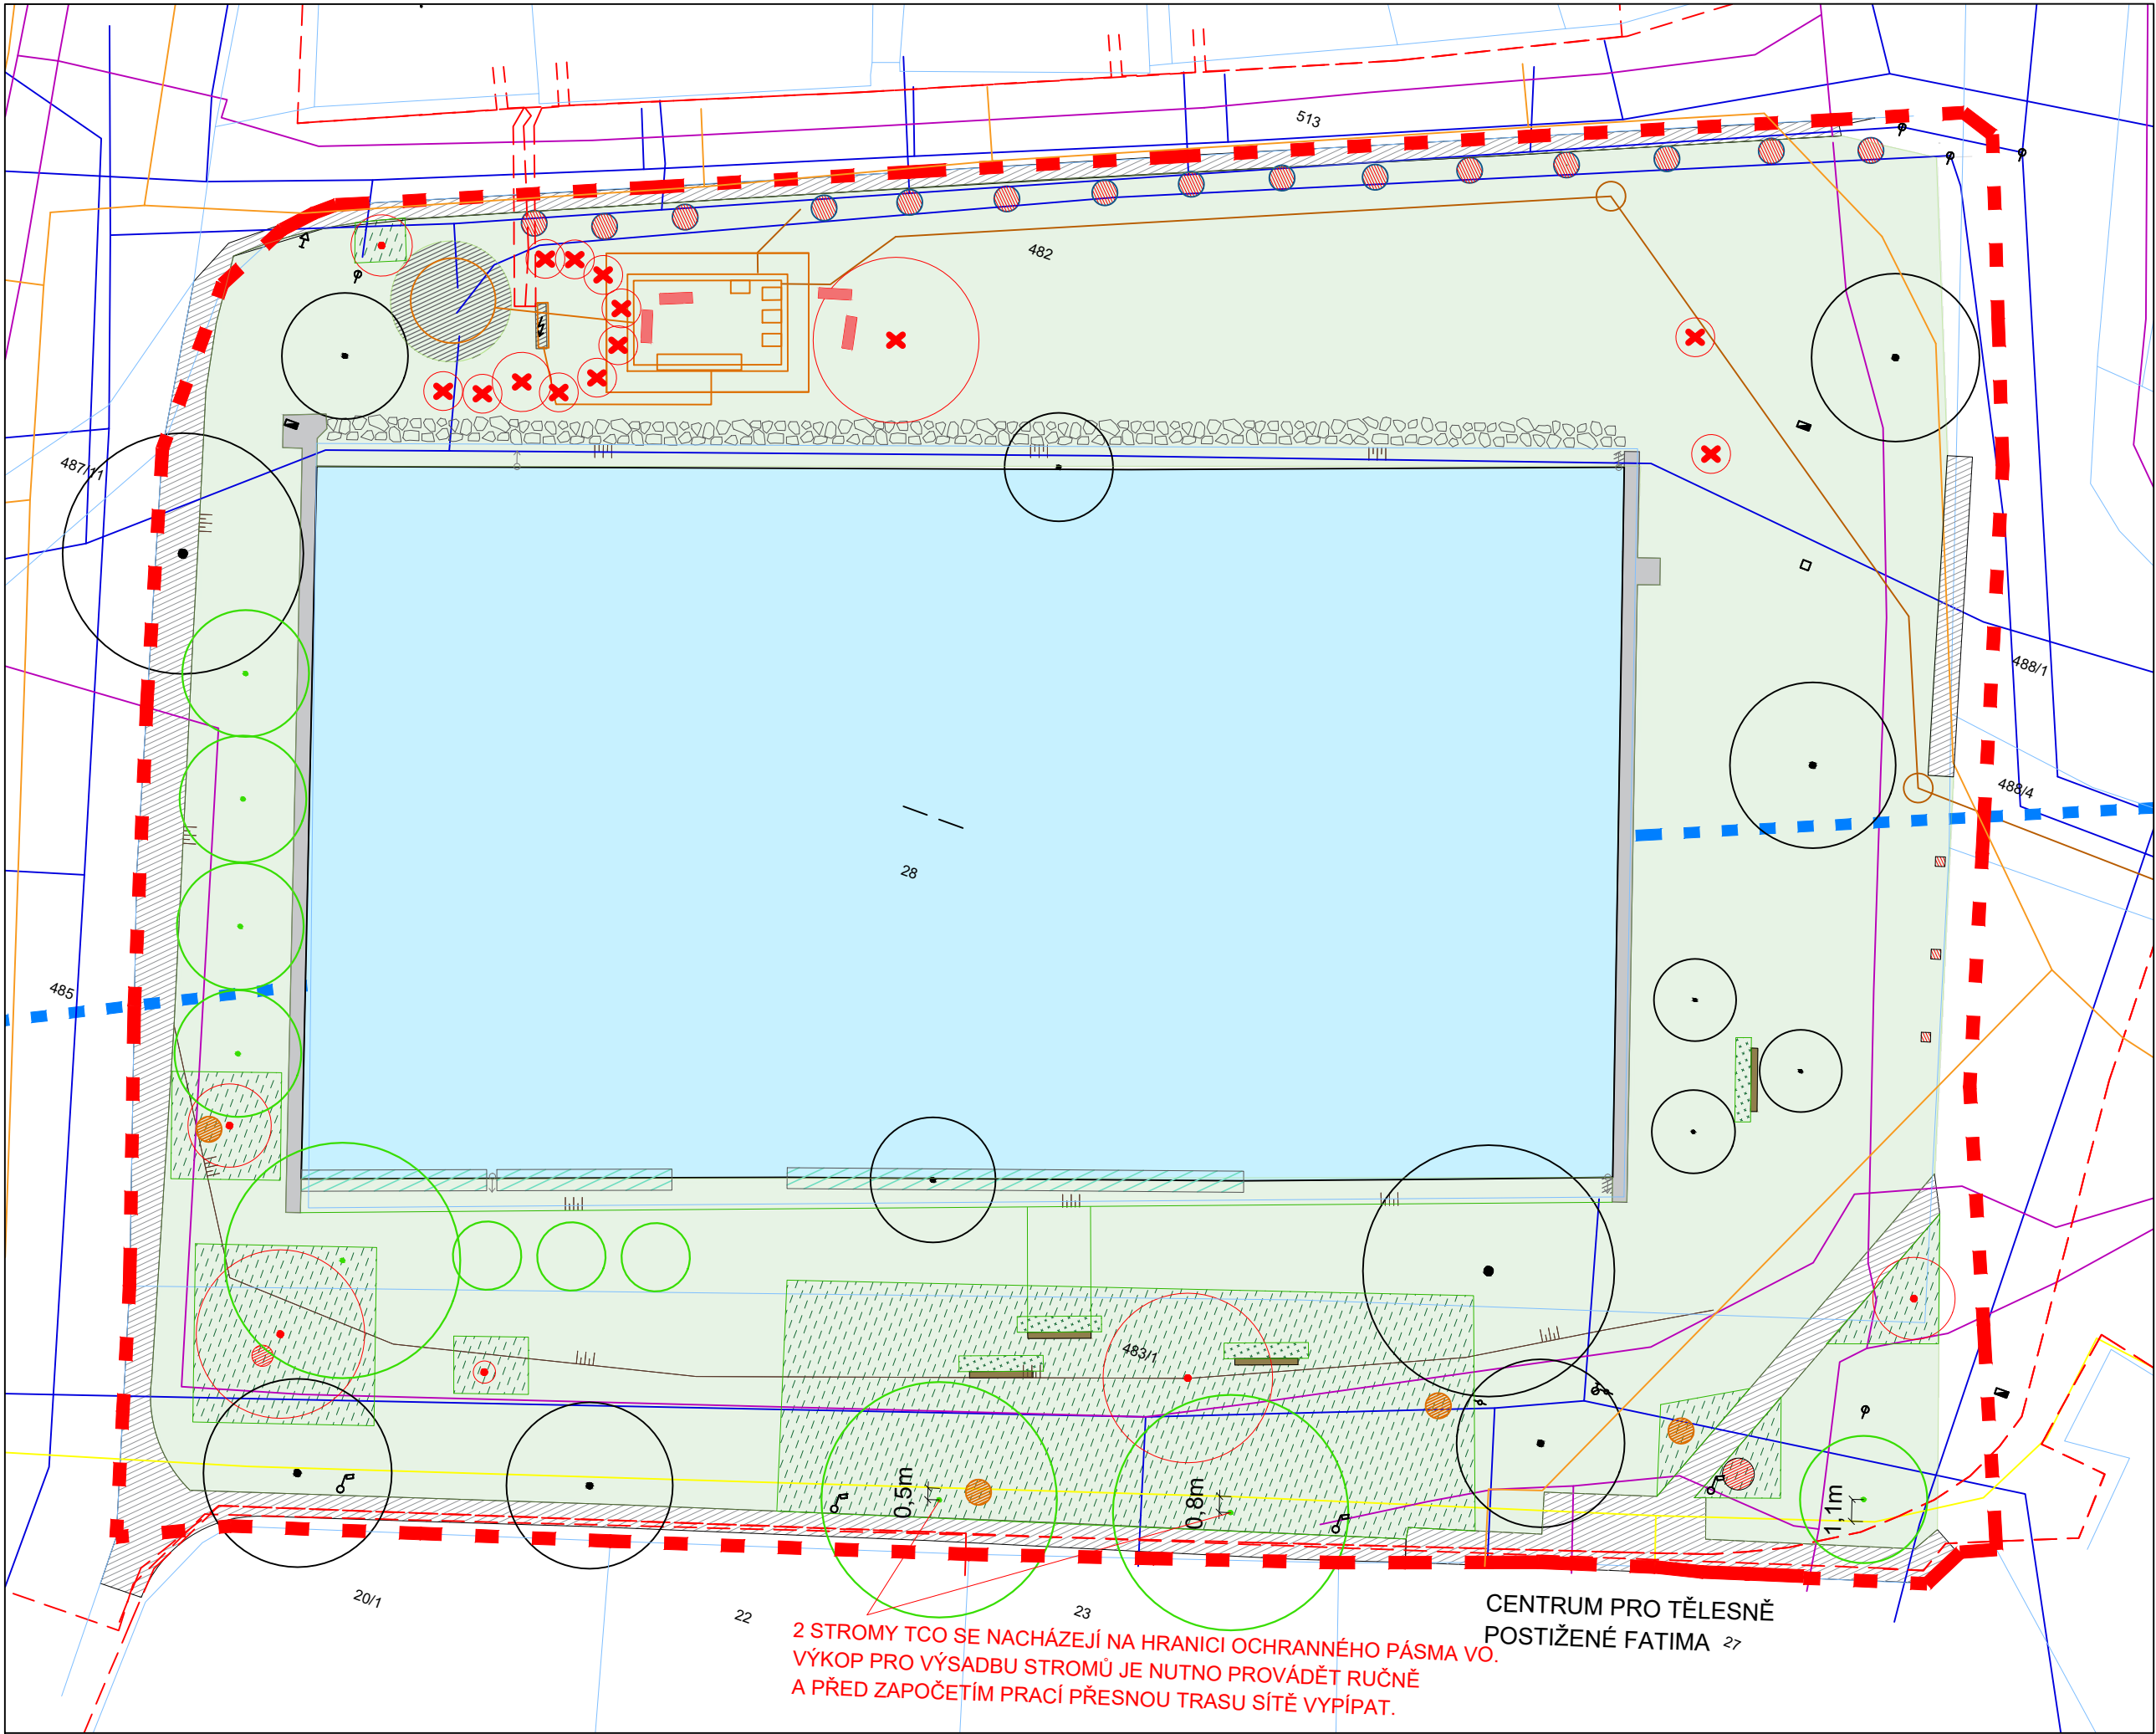 513
482
487/11
488/1
488/4
28
485
483/1
0,5m
0,8m
1,1m
20/1
22
23
CENTRUM PRO TĚLESNĚ
POSTIŽENÉ FATIMA
27
2 STROMY TCO SE NACHÁZEJÍ NA HRANICI OCHRANNÉHO PÁSMA VO.
VÝKOP PRO VÝSADBU STROMŮ JE NUTNO PROVÁDĚT RUČNĚ
A PŘED ZAPOČETÍM PRACÍ PŘESNOU TRASU SÍTĚ VYPÍPAT.